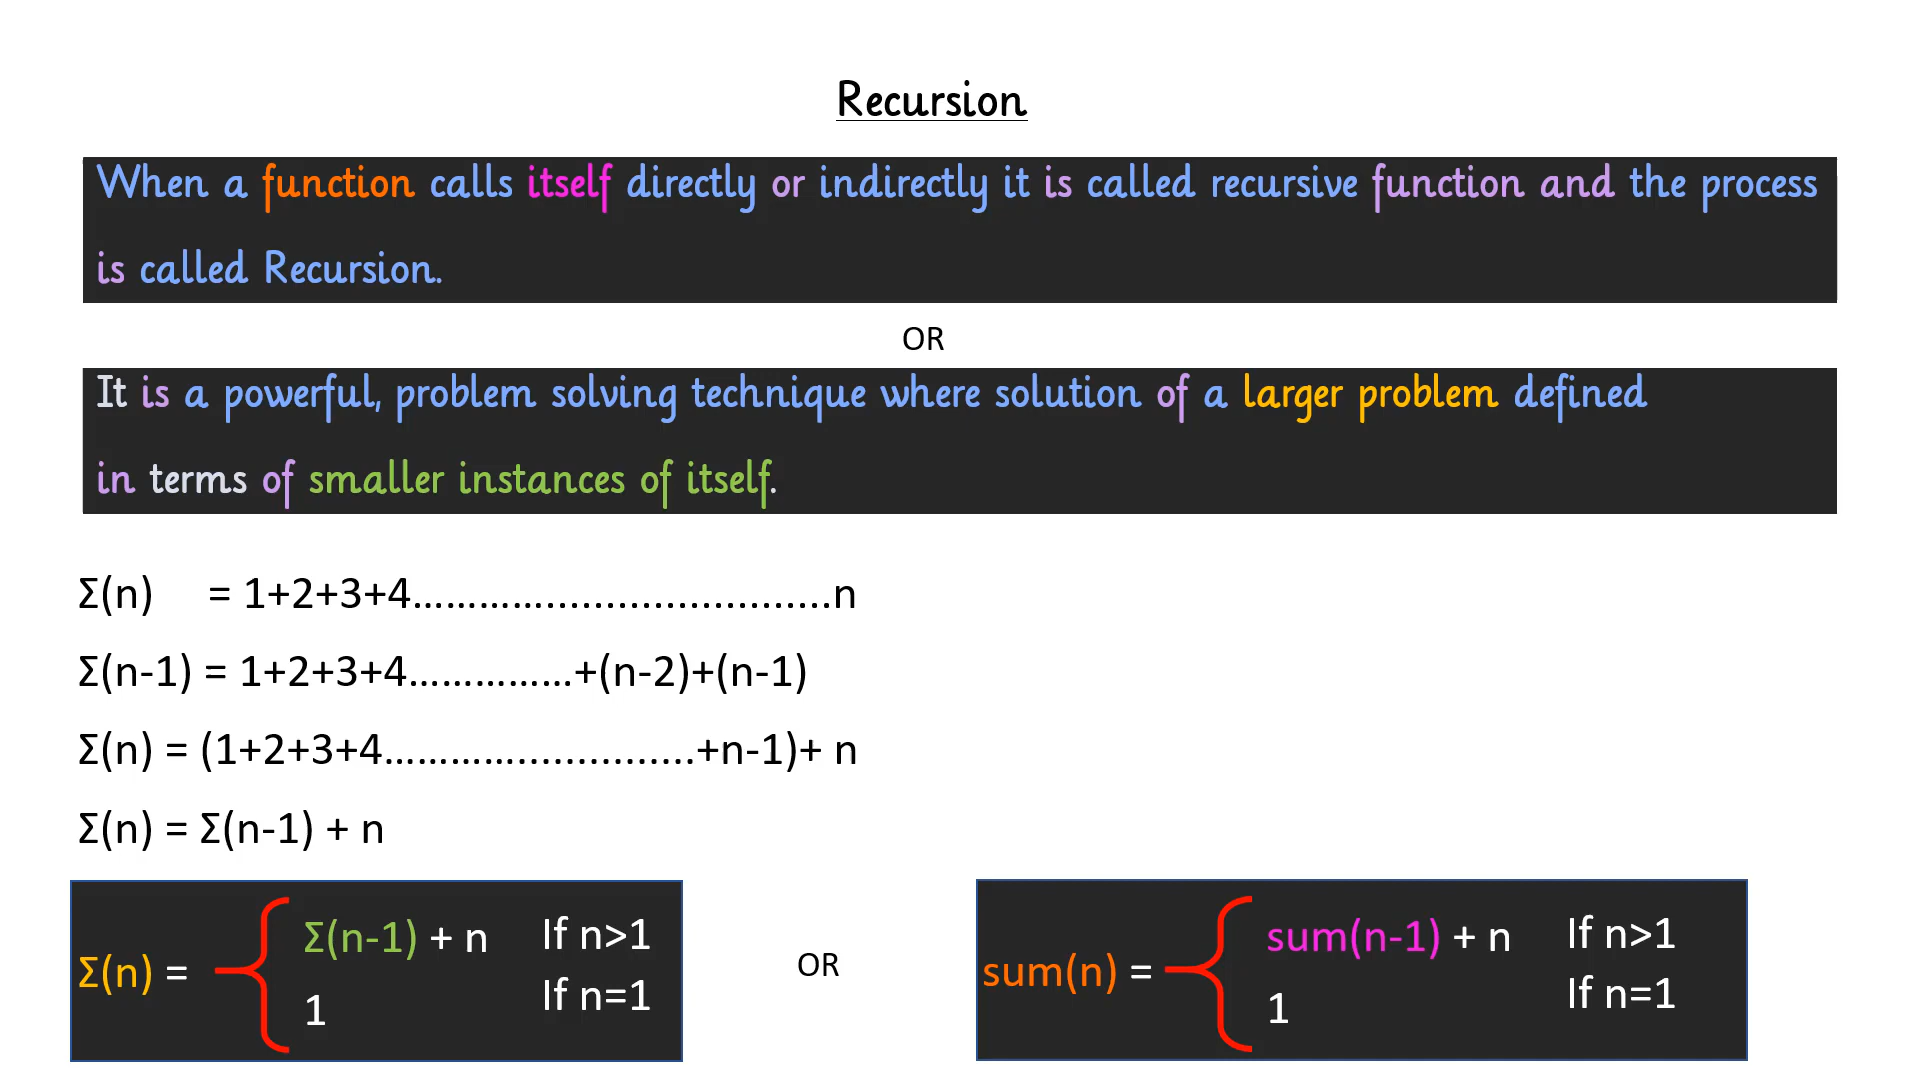 Recursion
When a function calls itself directly or indirectly it is called recursive function and the process
is called Recursion.
OR
It is a powerful, problem solving technique where solution of a larger problem defined
in terms of smaller instances of itself.
Σ(n) = 1+2+3+4.......................................n
Σ(n-1) = 1+2+3+4...............+(n-2)+(n-1)
Σ(n) = (1+2+3+4..........................+n-1)+ n
Σ(n) = Σ(n-1) + n
Σ(n-1) + n If n>1
Σ(n) =
1 If n=1
OR
sum(n-1) + n If n>1
sum(n) =
1 If n=1